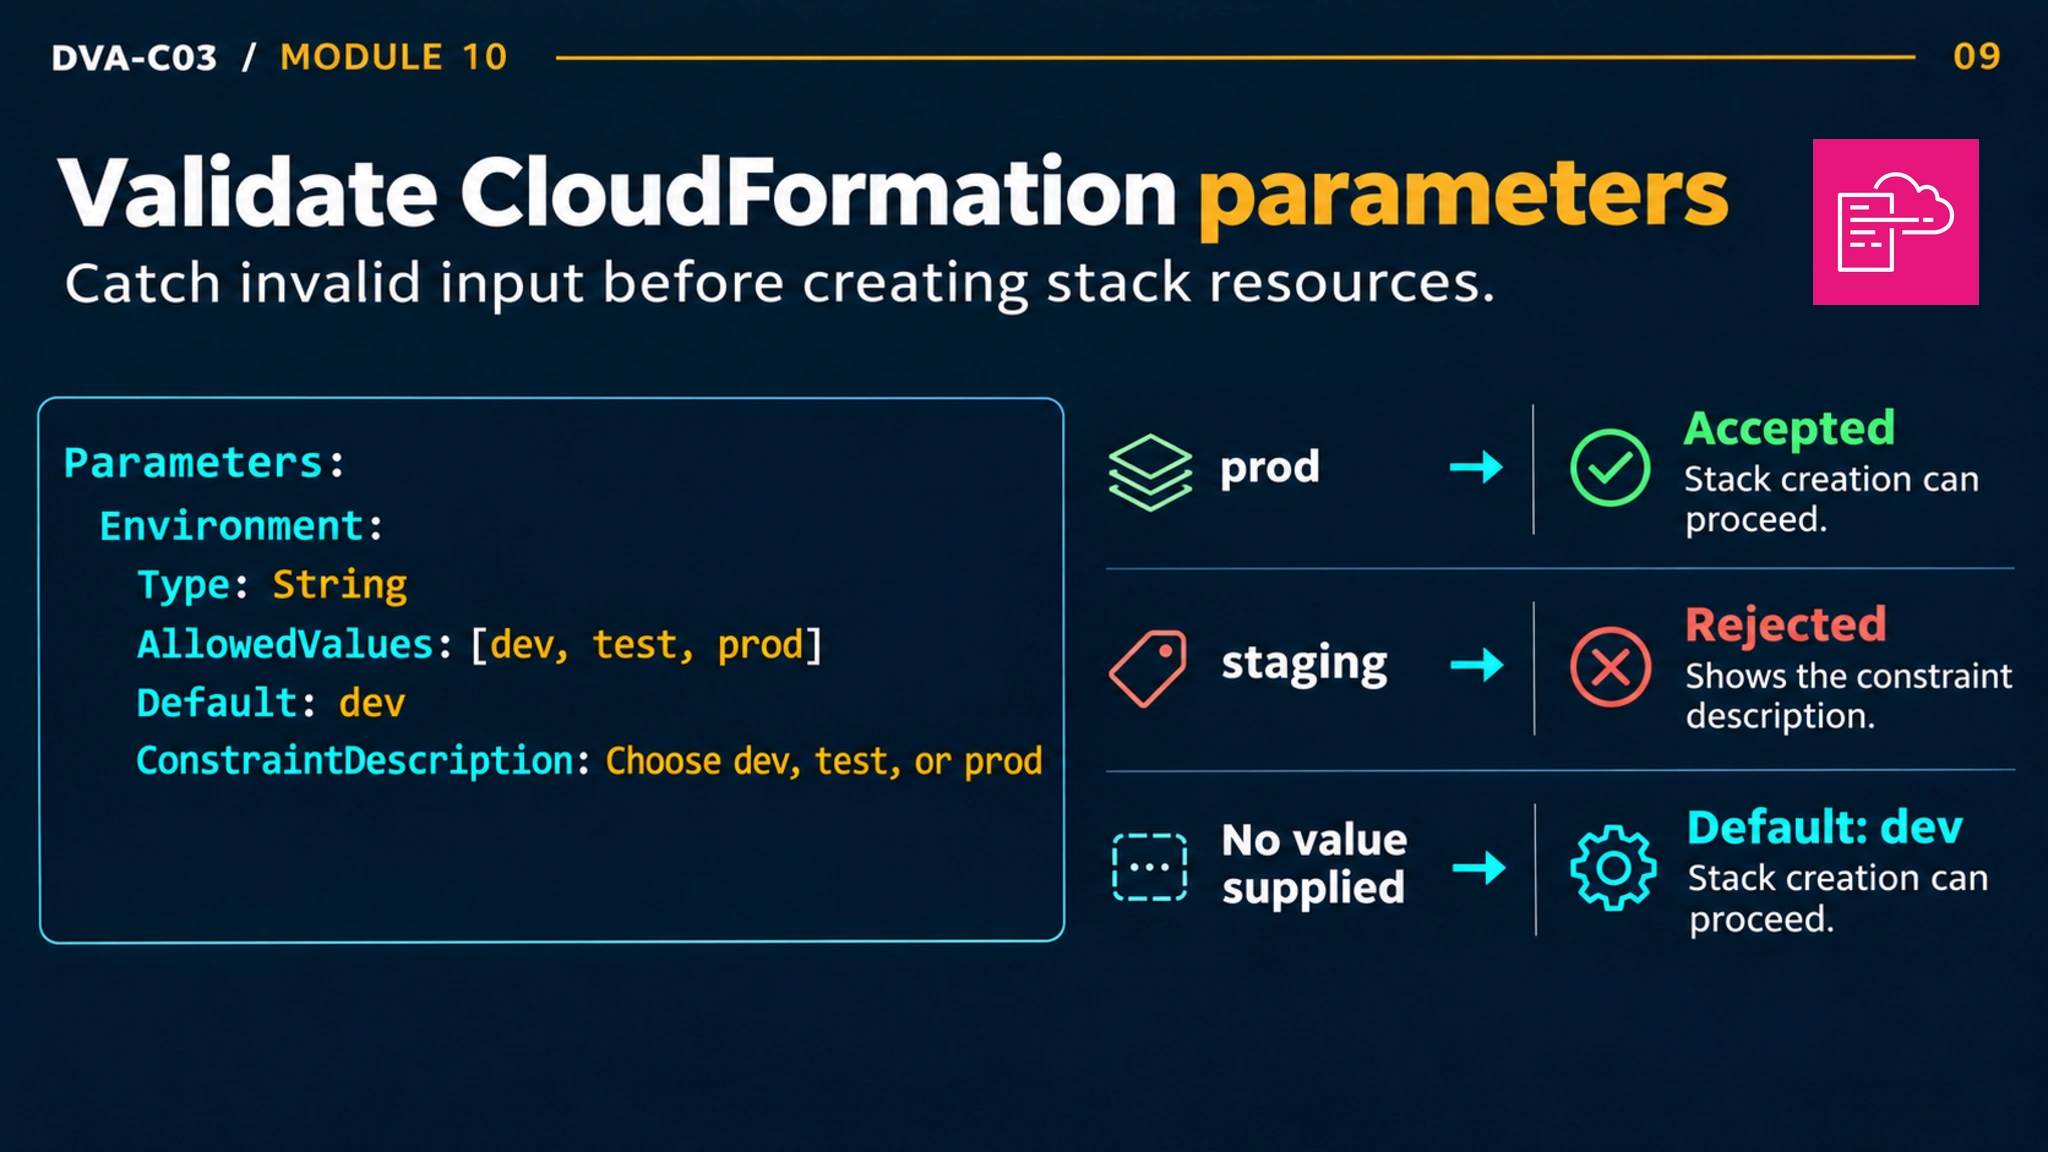 DVA-C03 / MODULE 10
09
Validate CloudFormation parameters
Catch invalid input before creating stack resources.
Parameters:
Environment:
Type: String
AllowedValues: [dev, test, prod]
Default: dev
ConstraintDescription: Choose dev, test, or prod
prod
Accepted
Stack creation can
proceed.
staging
Rejected
Shows the constraint
description.
No value
supplied
Default: dev
Stack creation can
proceed.